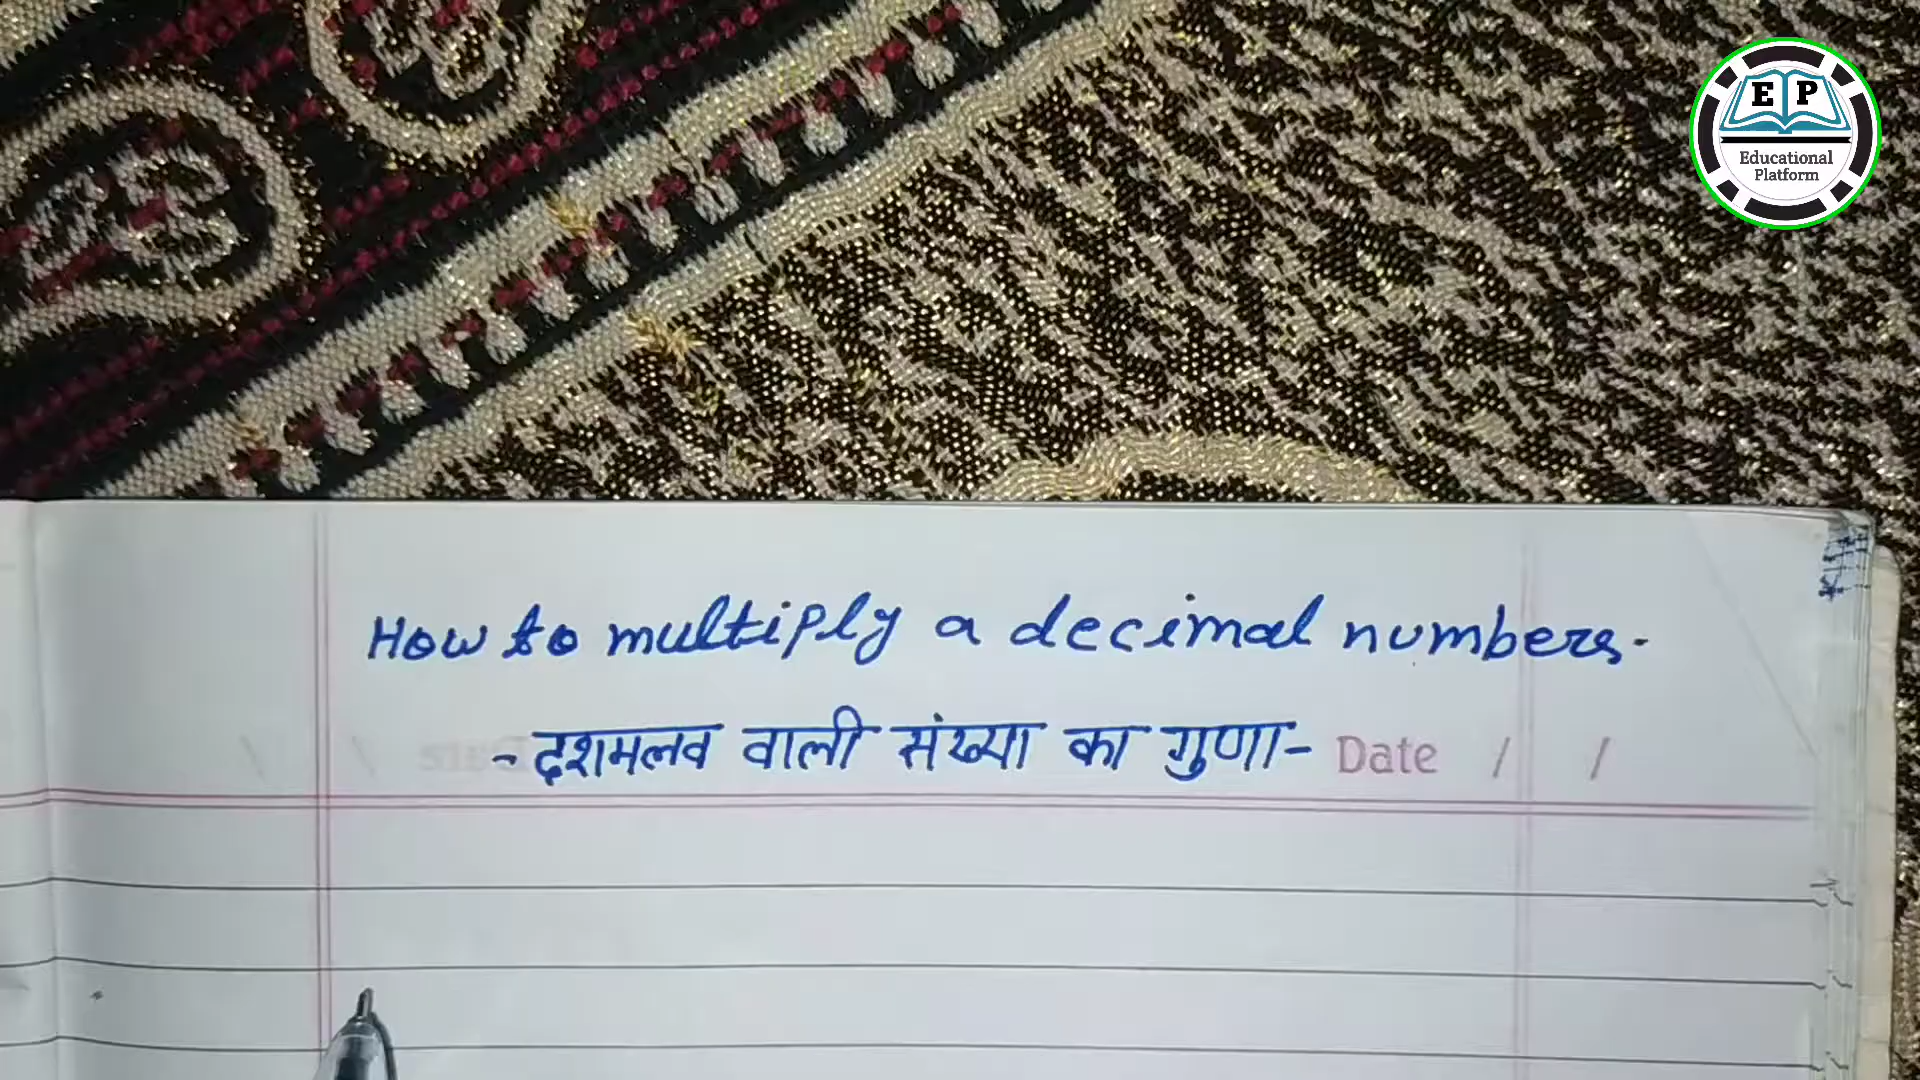 E P
Educational
Platform
How to multiply a decimal numbers.
- दशमलव वाली संख्या का गुणा- Date / /